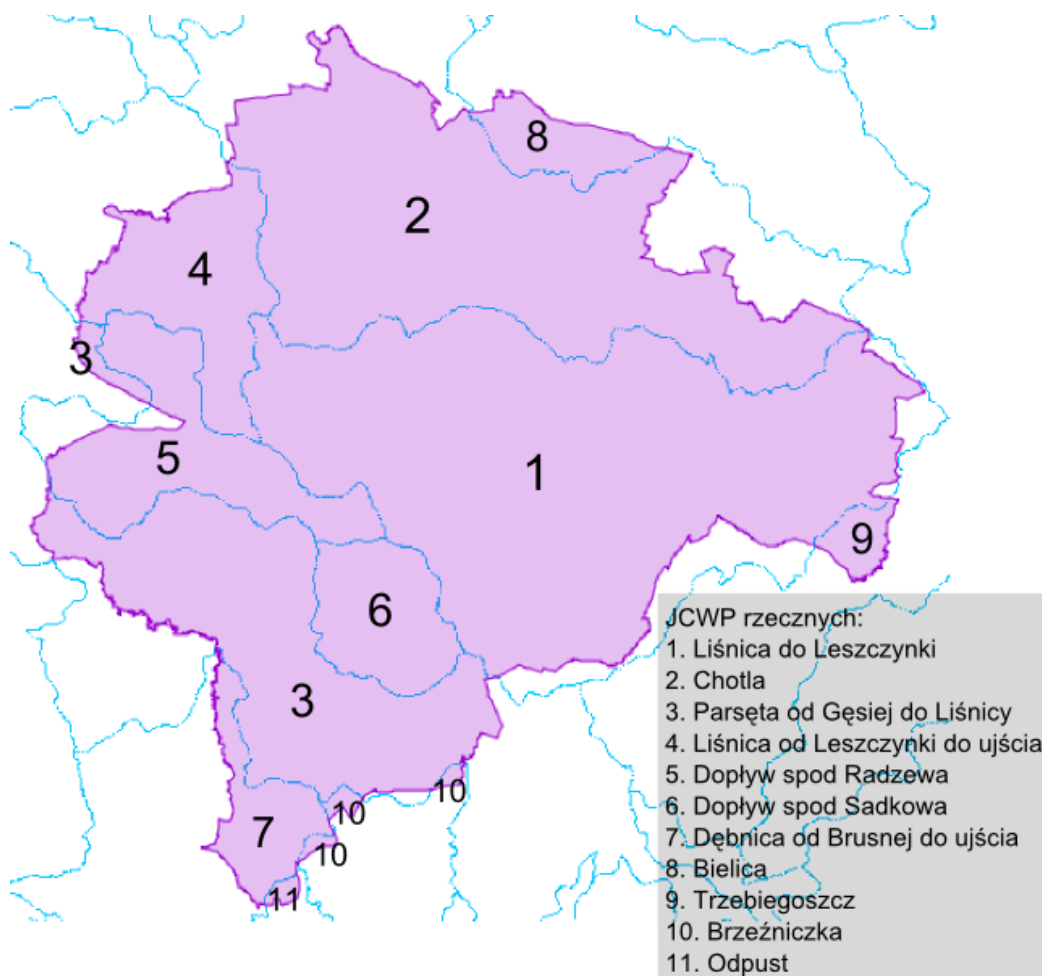 8
2
4
3
5
1
9
6
3
10
10
7
10
11
JCWP rzecznych:
1. Liśnica do Leszczynki
2. Chotla
3. Parsęta od Gęsiej do Liśnicy
4. Liśnica od Leszczynki do ujścia
5. Dopływ spod Radzewa
6. Dopływ spod Sadkowa
7. Dębnica od Brusnej do ujścia
8. Bielica
9. Trzebiegoszcz
10. Brzeźniczka
11. Odpust